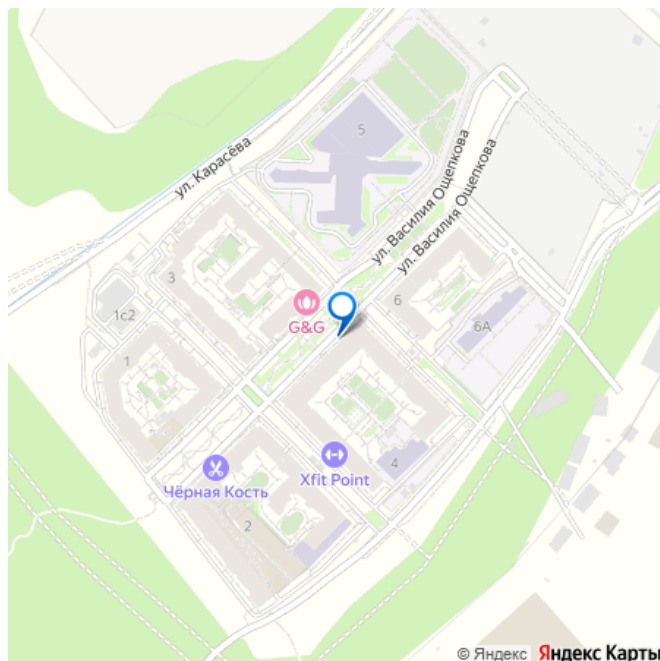 5
ул. Карасёва
ул. Василия Ощепкова
ул. Василия Ощепкова
3
1с2
G&G
6
6А
1
4
Xfit Point
Чёрная Кость
2
© Яндекс Яндекс Карты